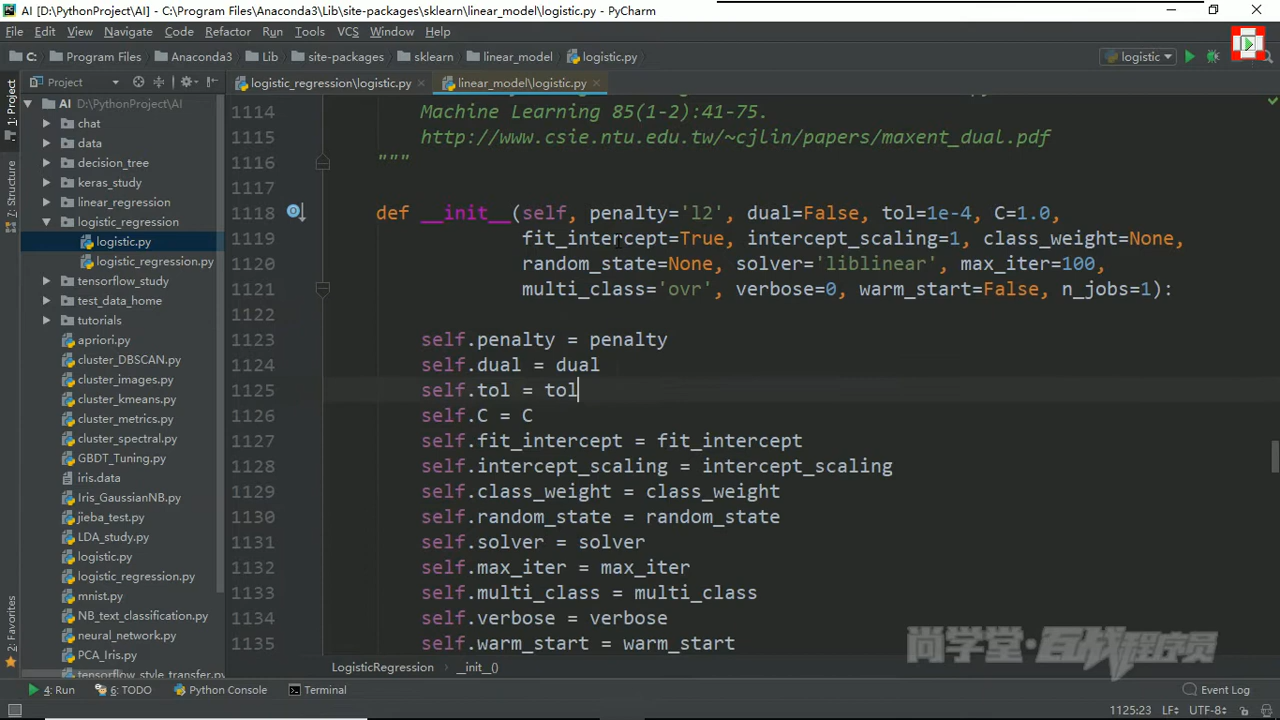 AI [D:\PythonProject\AI] - C:\Program Files\Anaconda3\Lib\site-packages\sklearn\linear_model\logistic.py - PyCharm
File Edit View Navigate Code Refactor Run Tools VCS Window Help
C: Program Files Anaconda3 Lib site-packages sklearn linear_model logistic.py logistic
Project logistic_regression\logistic.py linear_model\logistic.py
1: Project
7: Structure
2: Favorites
AI D:\PythonProject\AI
chat
data
decision_tree
keras_study
linear_regression
logistic_regression
logistic.py
logistic_regression.py
tensorflow_study
test_data_home
tutorials
apriori.py
cluster_DBSCAN.py
cluster_images.py
cluster_kmeans.py
cluster_metrics.py
cluster_spectral.py
GBDT_Tuning.py
iris.data
Iris_GaussianNB.py
jieba_test.py
LDA_study.py
logistic.py
logistic_regression.py
mnist.py
NB_text_classification.py
neural_network.py
PCA_Iris.py
tensorflow_style_transfer.py
1114 Machine Learning 85(1-2):41-75.
1115 http://www.csie.ntu.edu.tw/~cjlin/papers/maxent_dual.pdf
1116 """
1117
1118 def __init__(self, penalty='l2', dual=False, tol=1e-4, C=1.0,
1119 fit_intercept=True, intercept_scaling=1, class_weight=None,
1120 random_state=None, solver='liblinear', max_iter=100,
1121 multi_class='ovr', verbose=0, warm_start=False, n_jobs=1):
1122
1123 self.penalty = penalty
1124 self.dual = dual
1125 self.tol = tol
1126 self.C = C
1127 self.fit_intercept = fit_intercept
1128 self.intercept_scaling = intercept_scaling
1129 self.class_weight = class_weight
1130 self.random_state = random_state
1131 self.solver = solver
1132 self.max_iter = max_iter
1133 self.multi_class = multi_class
1134 self.verbose = verbose
1135 self.warm_start = warm_start
尚学堂·互战程序员
LogisticRegression __init__()
4: Run 6: TODO Python Console Terminal Event Log
1125:23 LF UTF-8